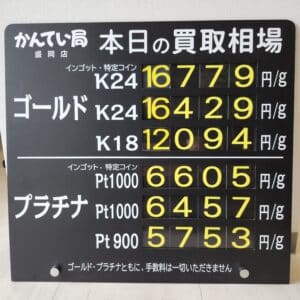 かんてい局
盛岡店
本日の買取相場
インゴット・特定コイン
K24 16779 円/g
ゴールド K24 16429 円/g
K18 12094 円/g
インゴット・特定コイン
Pt1000 6605 円/g
プラチナ Pt1000 6457 円/g
Pt900 5753 円/g
ゴールド・プラチナともに、手数料は一切いただきません